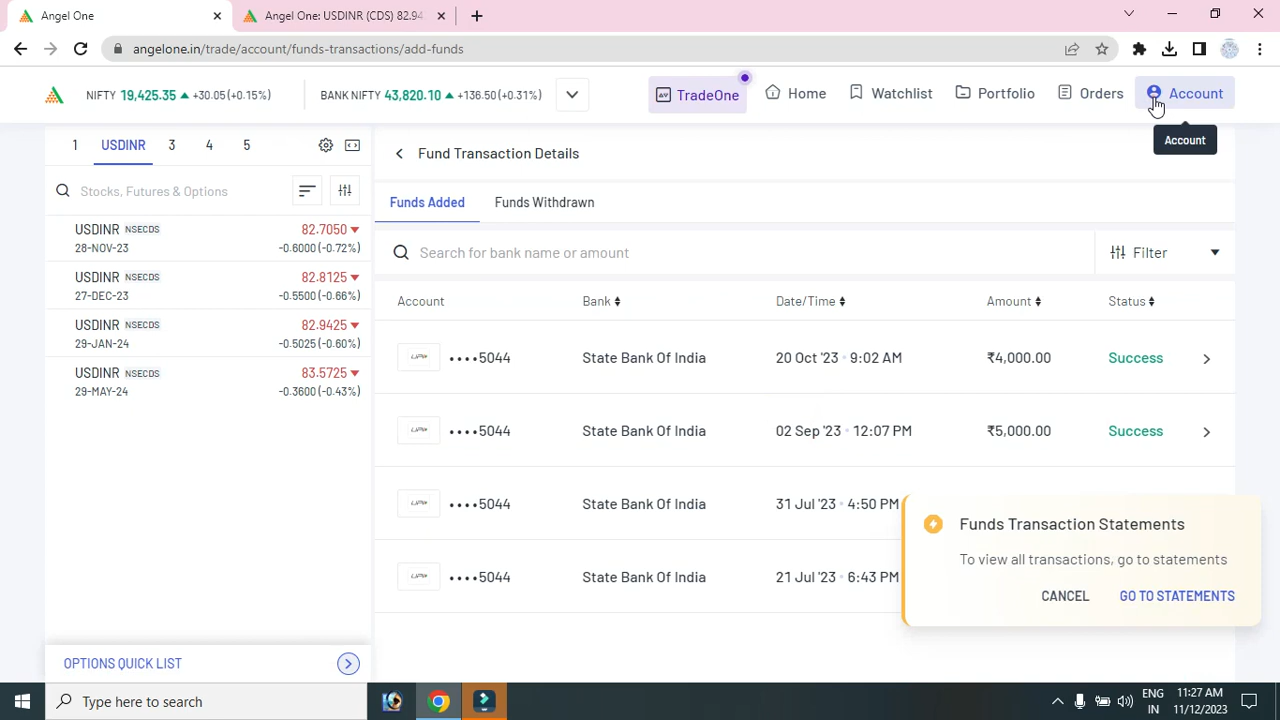 Angel One
Angel One: USDINR (CDS) 82.94
angelone.in/trade/account/funds-transactions/add-funds
NIFTY 19,425.35 +30.05(+0.15%)
BANK NIFTY 43,820.10 +136.50(+0.31%)
TradeOne
Home
Watchlist
Portfolio
Orders
Account
Account
1 USDINR 3 4 5
Stocks, Futures & Options
USDINR NSECDS 82.7050
28-NOV-23 -0.6000(-0.72%)
USDINR NSECDS 82.8125
27-DEC-23 -0.5500(-0.66%)
USDINR NSECDS 82.9425
29-JAN-24 -0.5025(-0.60%)
USDINR NSECDS 83.5725
29-MAY-24 -0.3600(-0.43%)
OPTIONS QUICK LIST
Fund Transaction Details
Funds Added Funds Withdrawn
Search for bank name or amount
Filter
Account Bank Date/Time Amount Status
UPI ••••5044 State Bank Of India 20 Oct '23 • 9:02 AM ₹4,000.00 Success
UPI ••••5044 State Bank Of India 02 Sep '23 • 12:07 PM ₹5,000.00 Success
UPI ••••5044 State Bank Of India 31 Jul '23 • 4:50 PM
UPI ••••5044 State Bank Of India 21 Jul '23 • 6:43 PM
Funds Transaction Statements
To view all transactions, go to statements
CANCEL GO TO STATEMENTS
Type here to search
ENG
IN
11:27 AM
11/12/2023